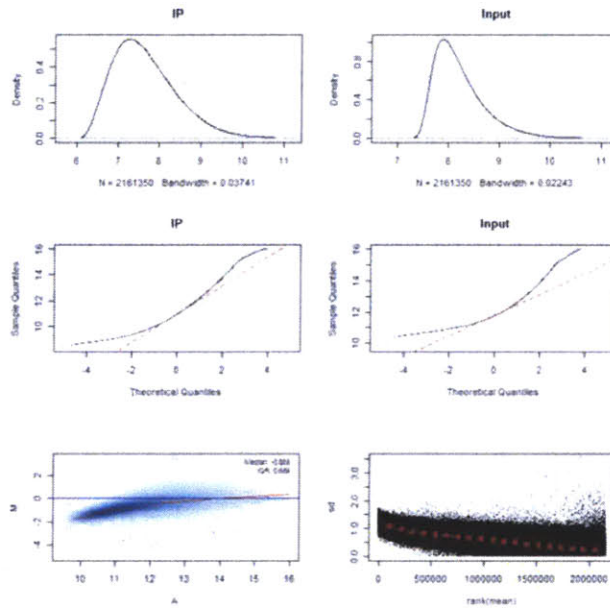 IP
Density
0.0 0.2 0.4
6 7 8 9 10 11
N = 2161350 Bandwidth = 0.03741
Input
Density
0.0 0.4 0.8
7 8 9 10 11
N = 2161350 Bandwidth = 0.02243
IP
Sample Quantiles
10 12 14 16
-4 -2 0 2 4
Theoretical Quantiles
Input
Sample Quantiles
10 12 14 16
-4 -2 0 2 4
Theoretical Quantiles
M
-4 -2 0 2
Median:
IQR:
10 11 12 13 14 15 16
A
sd
0.0 1.0 2.0 3.0
0 500000 1000000 1500000 2000000
rank(mean)